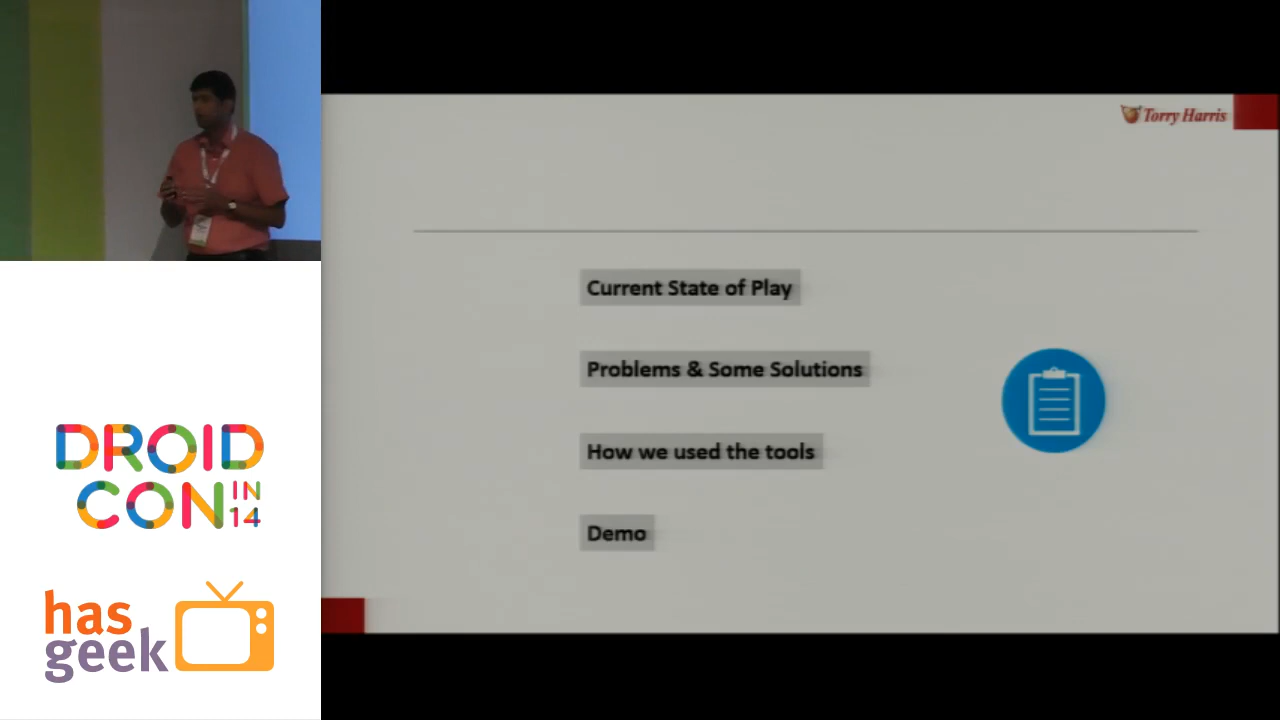 Torry Harris
Current State of Play
Problems & Some Solutions
How we used the tools
Demo
DROID
CON IN
14
has
geek